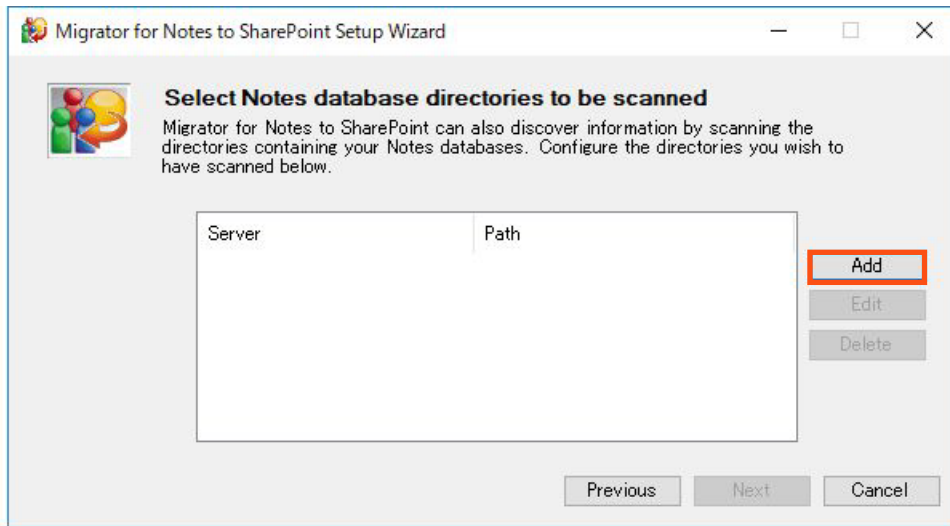 Migrator for Notes to SharePoint Setup Wizard
Select Notes database directories to be scanned
Migrator for Notes to SharePoint can also discover information by scanning the
directories containing your Notes databases. Configure the directories you wish to
have scanned below.
Server Path
Add
Edit
Delete
Previous Next Cancel